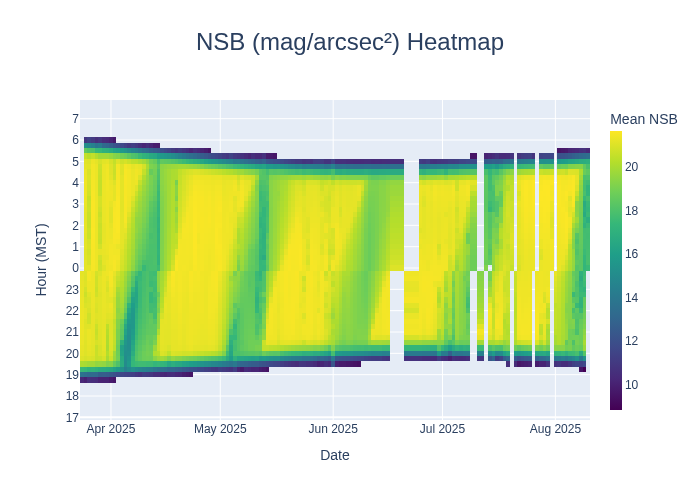 NSB (mag/arcsec²) Heatmap
Mean NSB
7
6
5
4
3
2
1
0
23
22
21
20
19
18
17
Hour (MST)
20
18
16
14
12
10
Apr 2025
May 2025
Jun 2025
Jul 2025
Aug 2025
Date